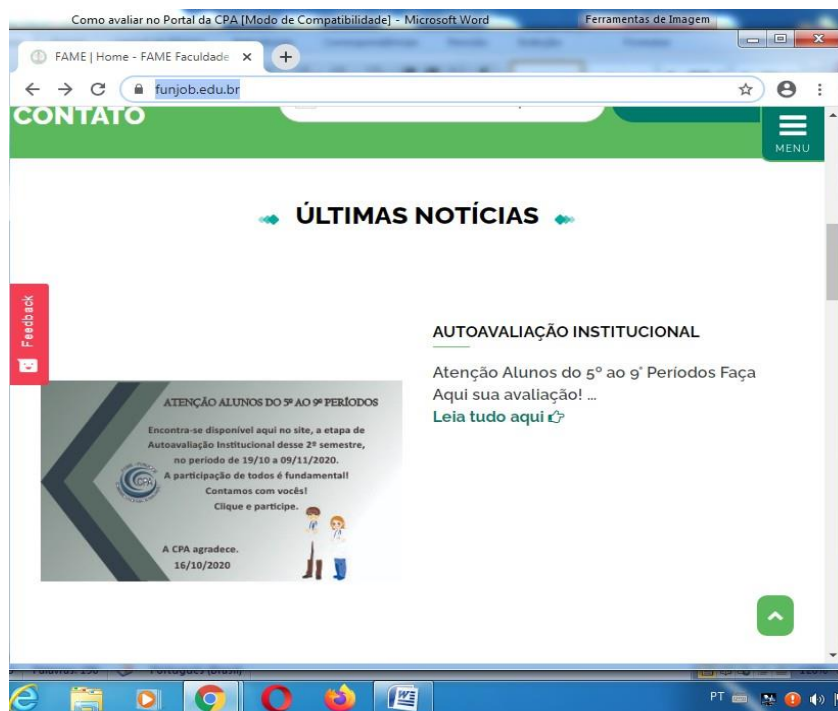 Como avaliar no Portal da CPA [Modo de Compatibilidade] - Microsoft Word
Ferramentas de Imagem
FAME | Home - FAME Faculdade
funjob.edu.br
CONTATO
MENU
ÚLTIMAS NOTÍCIAS
Feedback
AUTOAVALIAÇÃO INSTITUCIONAL
Atenção Alunos do 5º ao 9° Períodos Faça
Aqui sua avaliação! ...
Leia tudo aqui
ATENÇÃO ALUNOS DO 5º AO 9º PERÍODOS
Encontra-se disponível aqui no site, a etapa de
Autoavaliação Institucional desse 2º semestre,
no período de 19/10 a 09/11/2020.
A participação de todos é fundamental!
Contamos com vocês!
Clique e participe.
CPA
A CPA agradece.
16/10/2020
PT